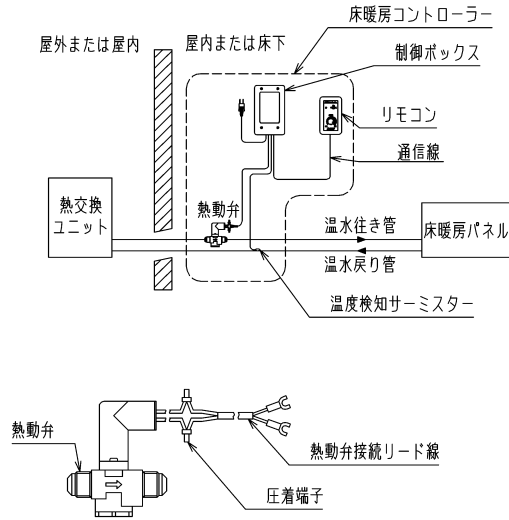 床暖房コントローラー
屋外または屋内
屋内または床下
制御ボックス
リモコン
通信線
熱交換
ユニット
熱動弁
温水往き管
床暖房パネル
温水戻り管
温度検知サーミスター
熱動弁
熱動弁接続リード線
圧着端子